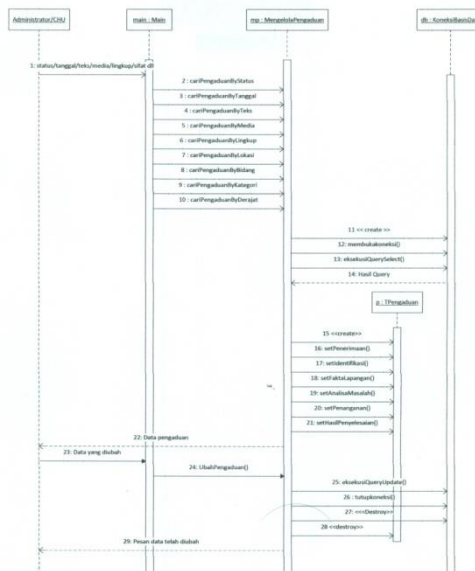 Administrator/CHU
main : Main
mp : MengelolaPengaduan
db : KoneksiBasisDa
1: status/tanggal/teks/media/lingkup/sifat dll
2 : cariPengaduanByStatus
3 : cariPengaduanByTanggal
4 : cariPengaduanByTeks
5 : cariPengaduanByMedia
6 : cariPengaduanByLingkup
7 : cariPengaduanByLokasi
8 : cariPengaduanByBidang
9 : cariPengaduanByKategori
10 : cariPengaduanByDerajat
11 << create >>
12: membukakoneksi()
13: eksekusiQuerySelect()
14: Hasil Query
p : TPengaduan
15 <<create>>
16: setPenerimaan()
17: setIdentifikasi()
18: setFaktaLapangan()
19: setAnalisaMasalah()
20: setPenanganan()
21: setHasilPenyelesaian()
22: Data pengaduan
23: Data yang diubah
24: UbahPengaduan()
25: eksekusiQueryUpdate()
26 : tutupkoneksi()
27: <<<Destroy>>
28 <<destroy>>
29: Pesan data telah diubah